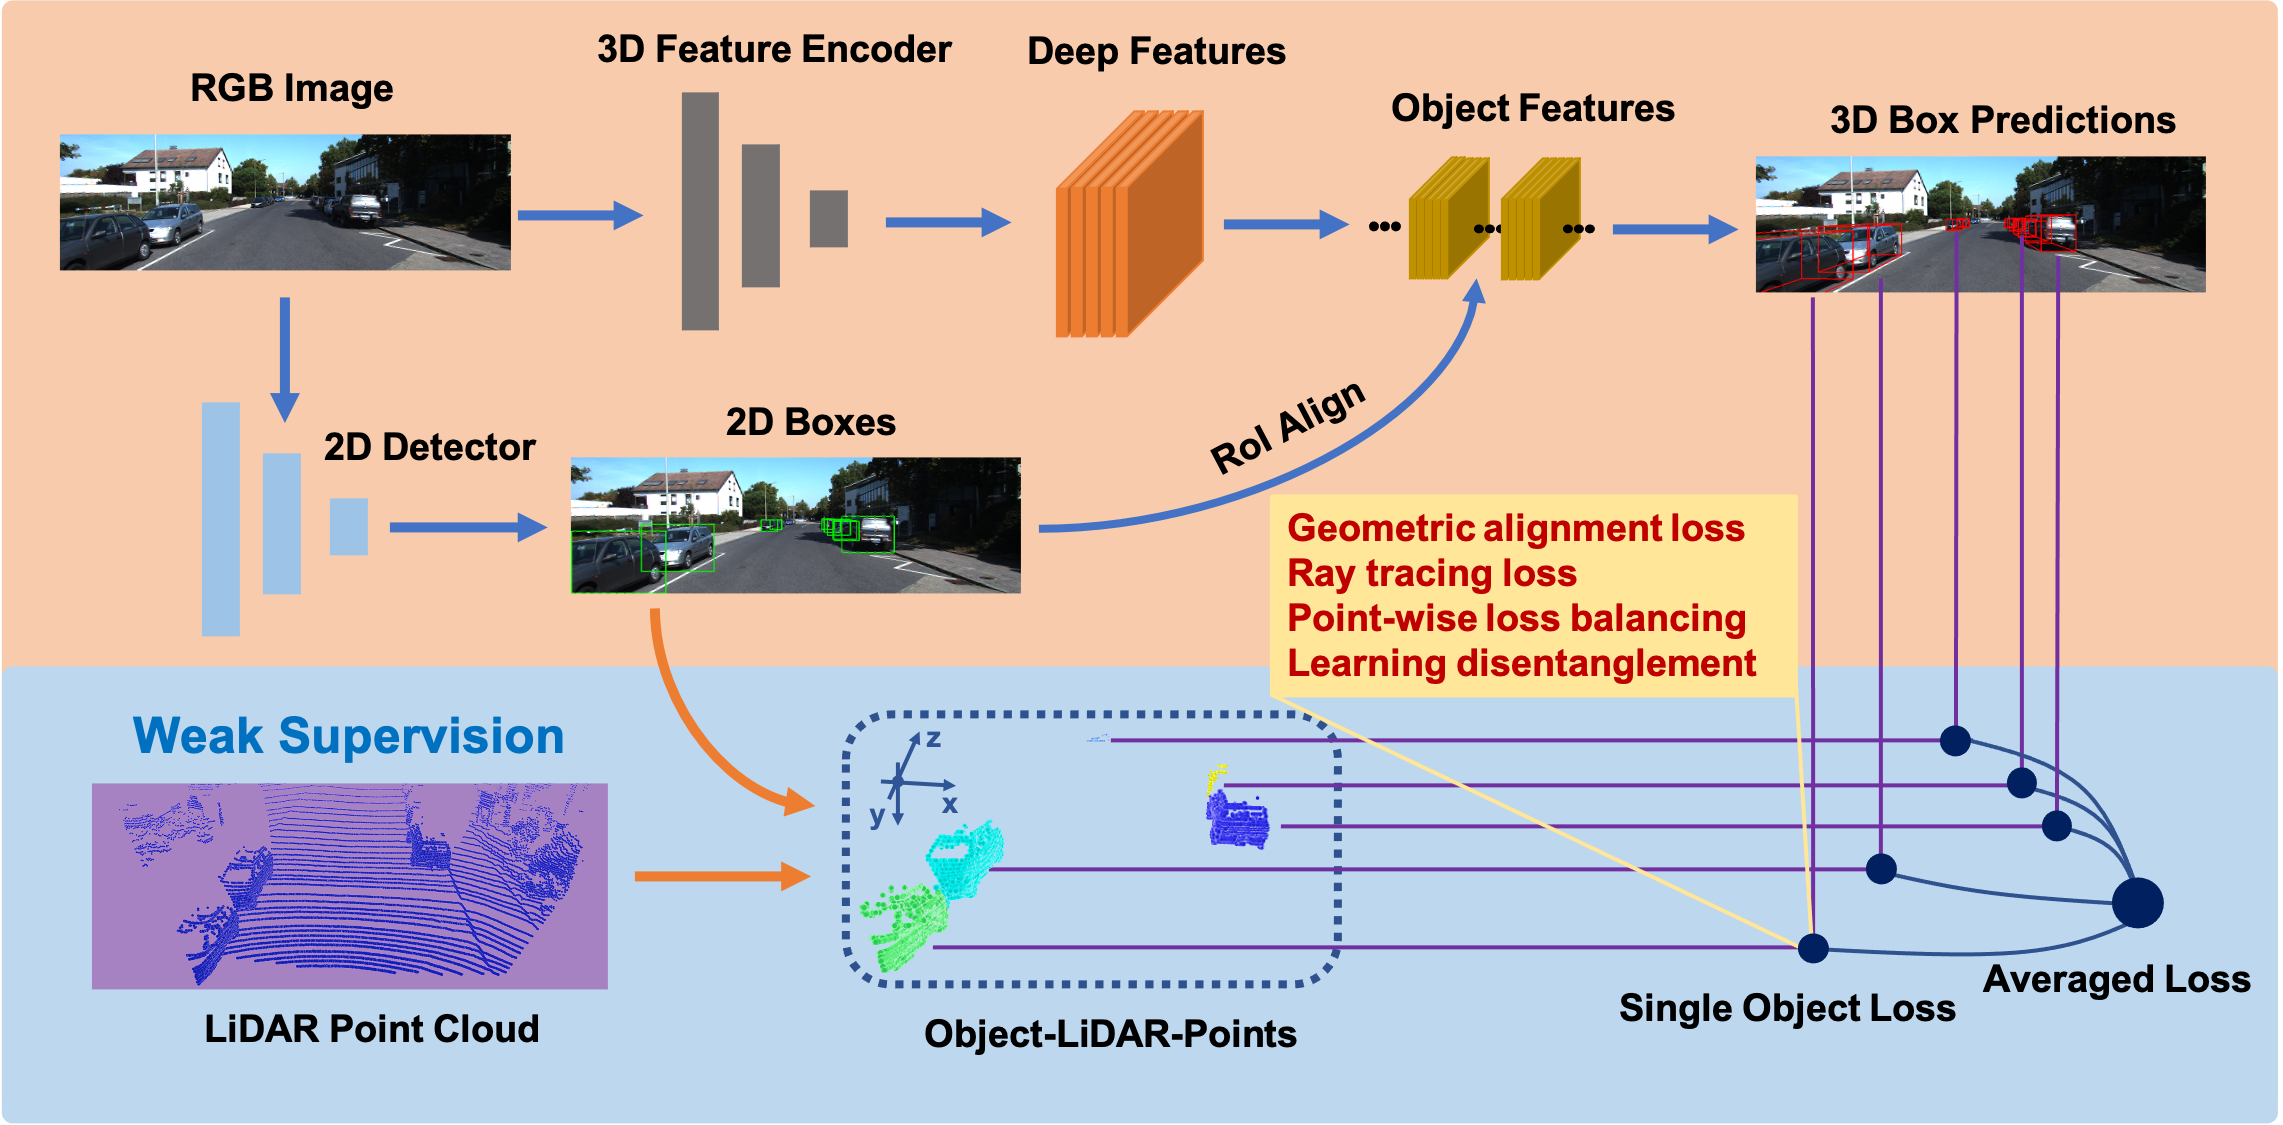 3D Feature Encoder
Deep Features
RGB Image
Object Features
3D Box Predictions
2D Detector
2D Boxes
RoI Align
Geometric alignment loss
Ray tracing loss
Point-wise loss balancing
Learning disentanglement
Weak Supervision
z
x
y
LiDAR Point Cloud
Object-LiDAR-Points
Single Object Loss
Averaged Loss